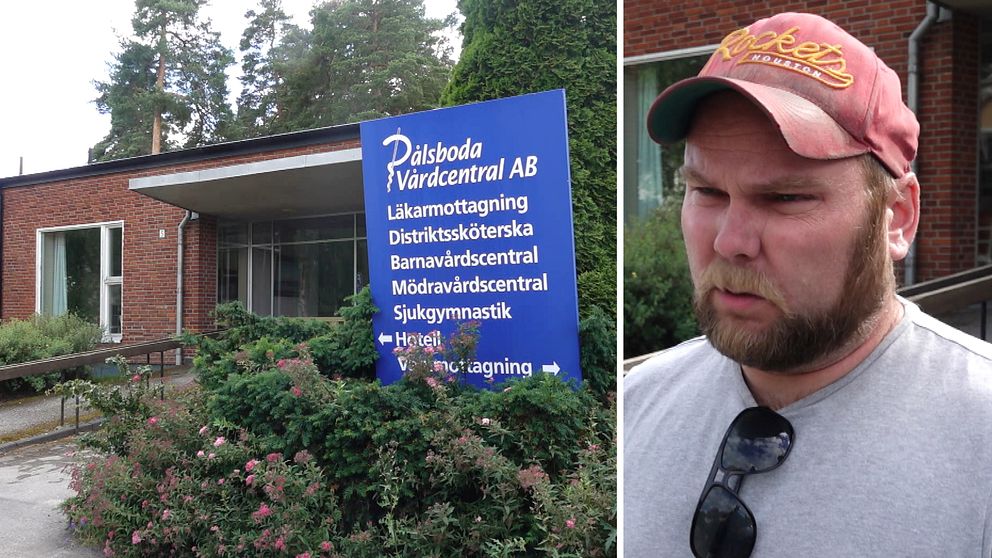 Pålsboda
Vårdcentral AB
Läkarmottagning
Distriktssköterska
Barnavårdscentral
Mödravårdscentral
Sjukgymnastik
Hotell
Rockets
HOUSTON